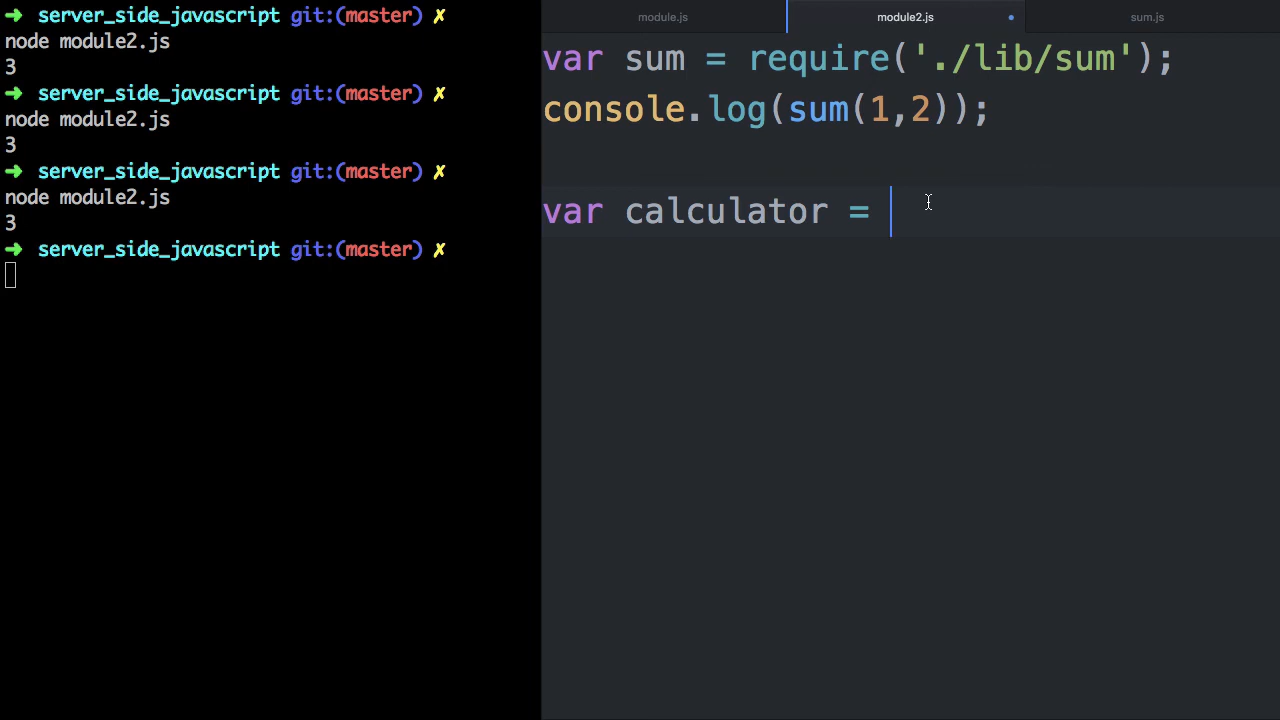 ➜ server_side_javascript git:(master) ✗
node module2.js
3
➜ server_side_javascript git:(master) ✗
node module2.js
3
➜ server_side_javascript git:(master) ✗
node module2.js
3
➜ server_side_javascript git:(master) ✗
module.js module2.js sum.js
var sum = require('./lib/sum');
console.log(sum(1,2));
var calculator =